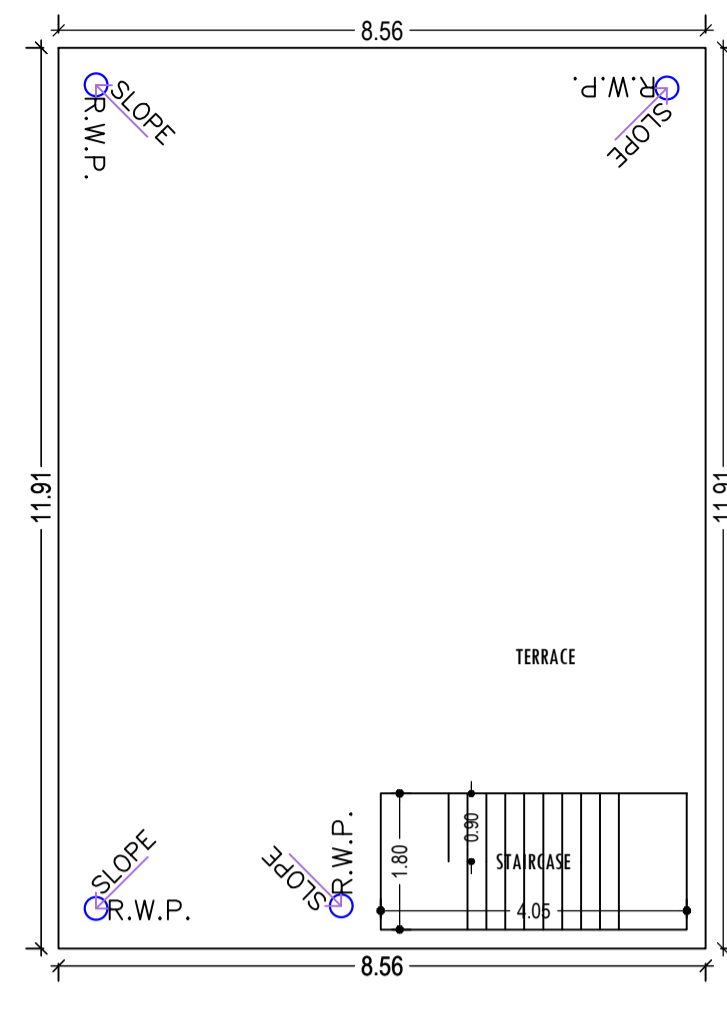 8.56
SLOPE
R.W.P.
R.W.P.
SLOPE
11.91
11.91
TERRACE
0.90
1.80
STAIRCASE
4.05
SLOPE
R.W.P.
SLOPE
R.W.P.
8.56